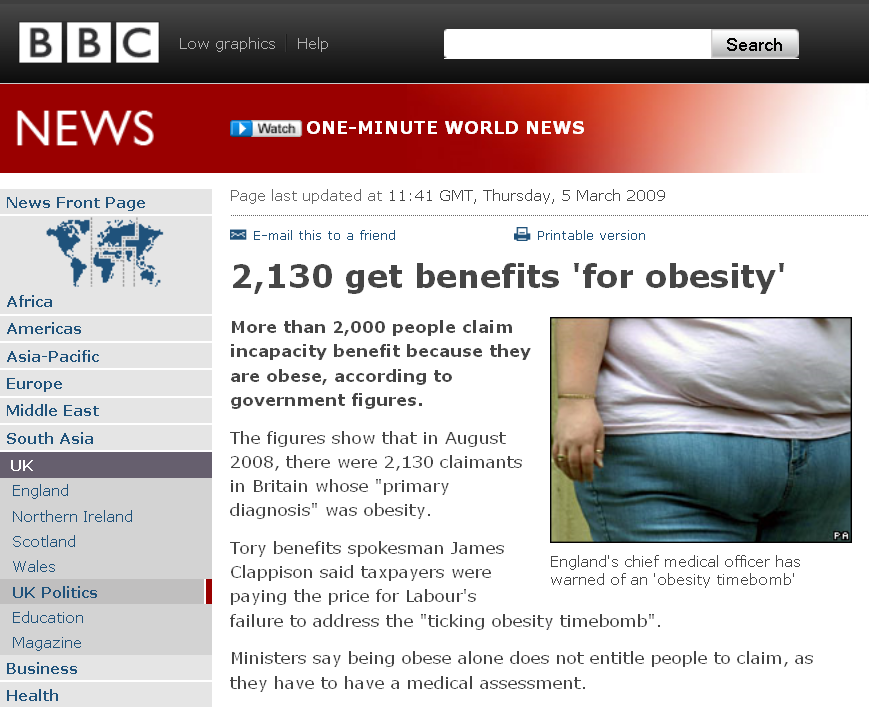 BBC
Low graphics
Help
Search
NEWS
Watch ONE-MINUTE WORLD NEWS
News Front Page
Africa
Americas
Asia-Pacific
Europe
Middle East
South Asia
UK
England
Northern Ireland
Scotland
Wales
UK Politics
Education
Magazine
Business
Health
Page last updated at 11:41 GMT, Thursday, 5 March 2009
E-mail this to a friend
Printable version
2,130 get benefits 'for obesity'
More than 2,000 people claim
incapacity benefit because they
are obese, according to
government figures.
The figures show that in August
2008, there were 2,130 claimants
in Britain whose "primary
diagnosis" was obesity.
Tory benefits spokesman James
Clappison said taxpayers were
paying the price for Labour's
failure to address the "ticking obesity timebomb".
Ministers say being obese alone does not entitle people to claim, as
they have to have a medical assessment.
PA
England's chief medical officer has
warned of an 'obesity timebomb'